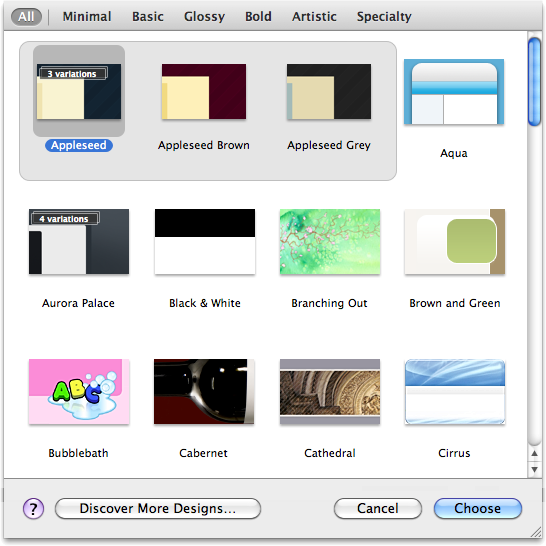 All Minimal Basic Glossy Bold Artistic Specialty
3 variations
Appleseed Appleseed Brown Appleseed Grey Aqua
4 variations
Aurora Palace Black & White Branching Out Brown and Green
ABC
Bubblebath Cabernet Cathedral Cirrus
? Discover More Designs... Cancel Choose